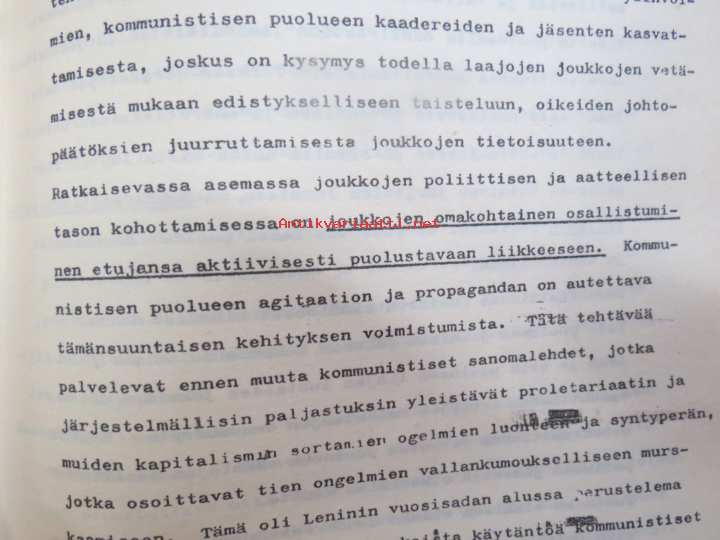 mien, kommunistisen puolueen kaadereiden ja jäsenten kasvat-
tamisesta, joskus on kysymys todella laajojen joukkojen vetä-
misestä mukaan edistykselliseen taisteluun, oikeiden johto-
päätöksien juurruttamisesta joukkojen tietoisuuteen.
Ratkaisevassa asemassa joukkojen poliittisen ja aatteellisen
tason kohottamisessa on joukkojen omakohtainen osallistumi-
Antikvariaatti.net
nen etujansa aktiivisesti puolustavaan liikkeeseen. Kommu-
nistisen puolueen agitaation ja propagandan on autettava
tämänsuuntaisen kehityksen voimistumista. Tätä tehtävää
palvelevat ennen muuta kommunistiset sanomalehdet, jotka
järjestelmällisin paljastuksin yleistävät proletariaatin ja
muiden kapitalismin sortamien ogelmien luonteen ja syntyperän,
jotka osoittavat tien ongelmien vallankumoukselliseen murs-
Tämä oli Leninin vuosisadan alussa perustelema
käytäntöä kommunistiset